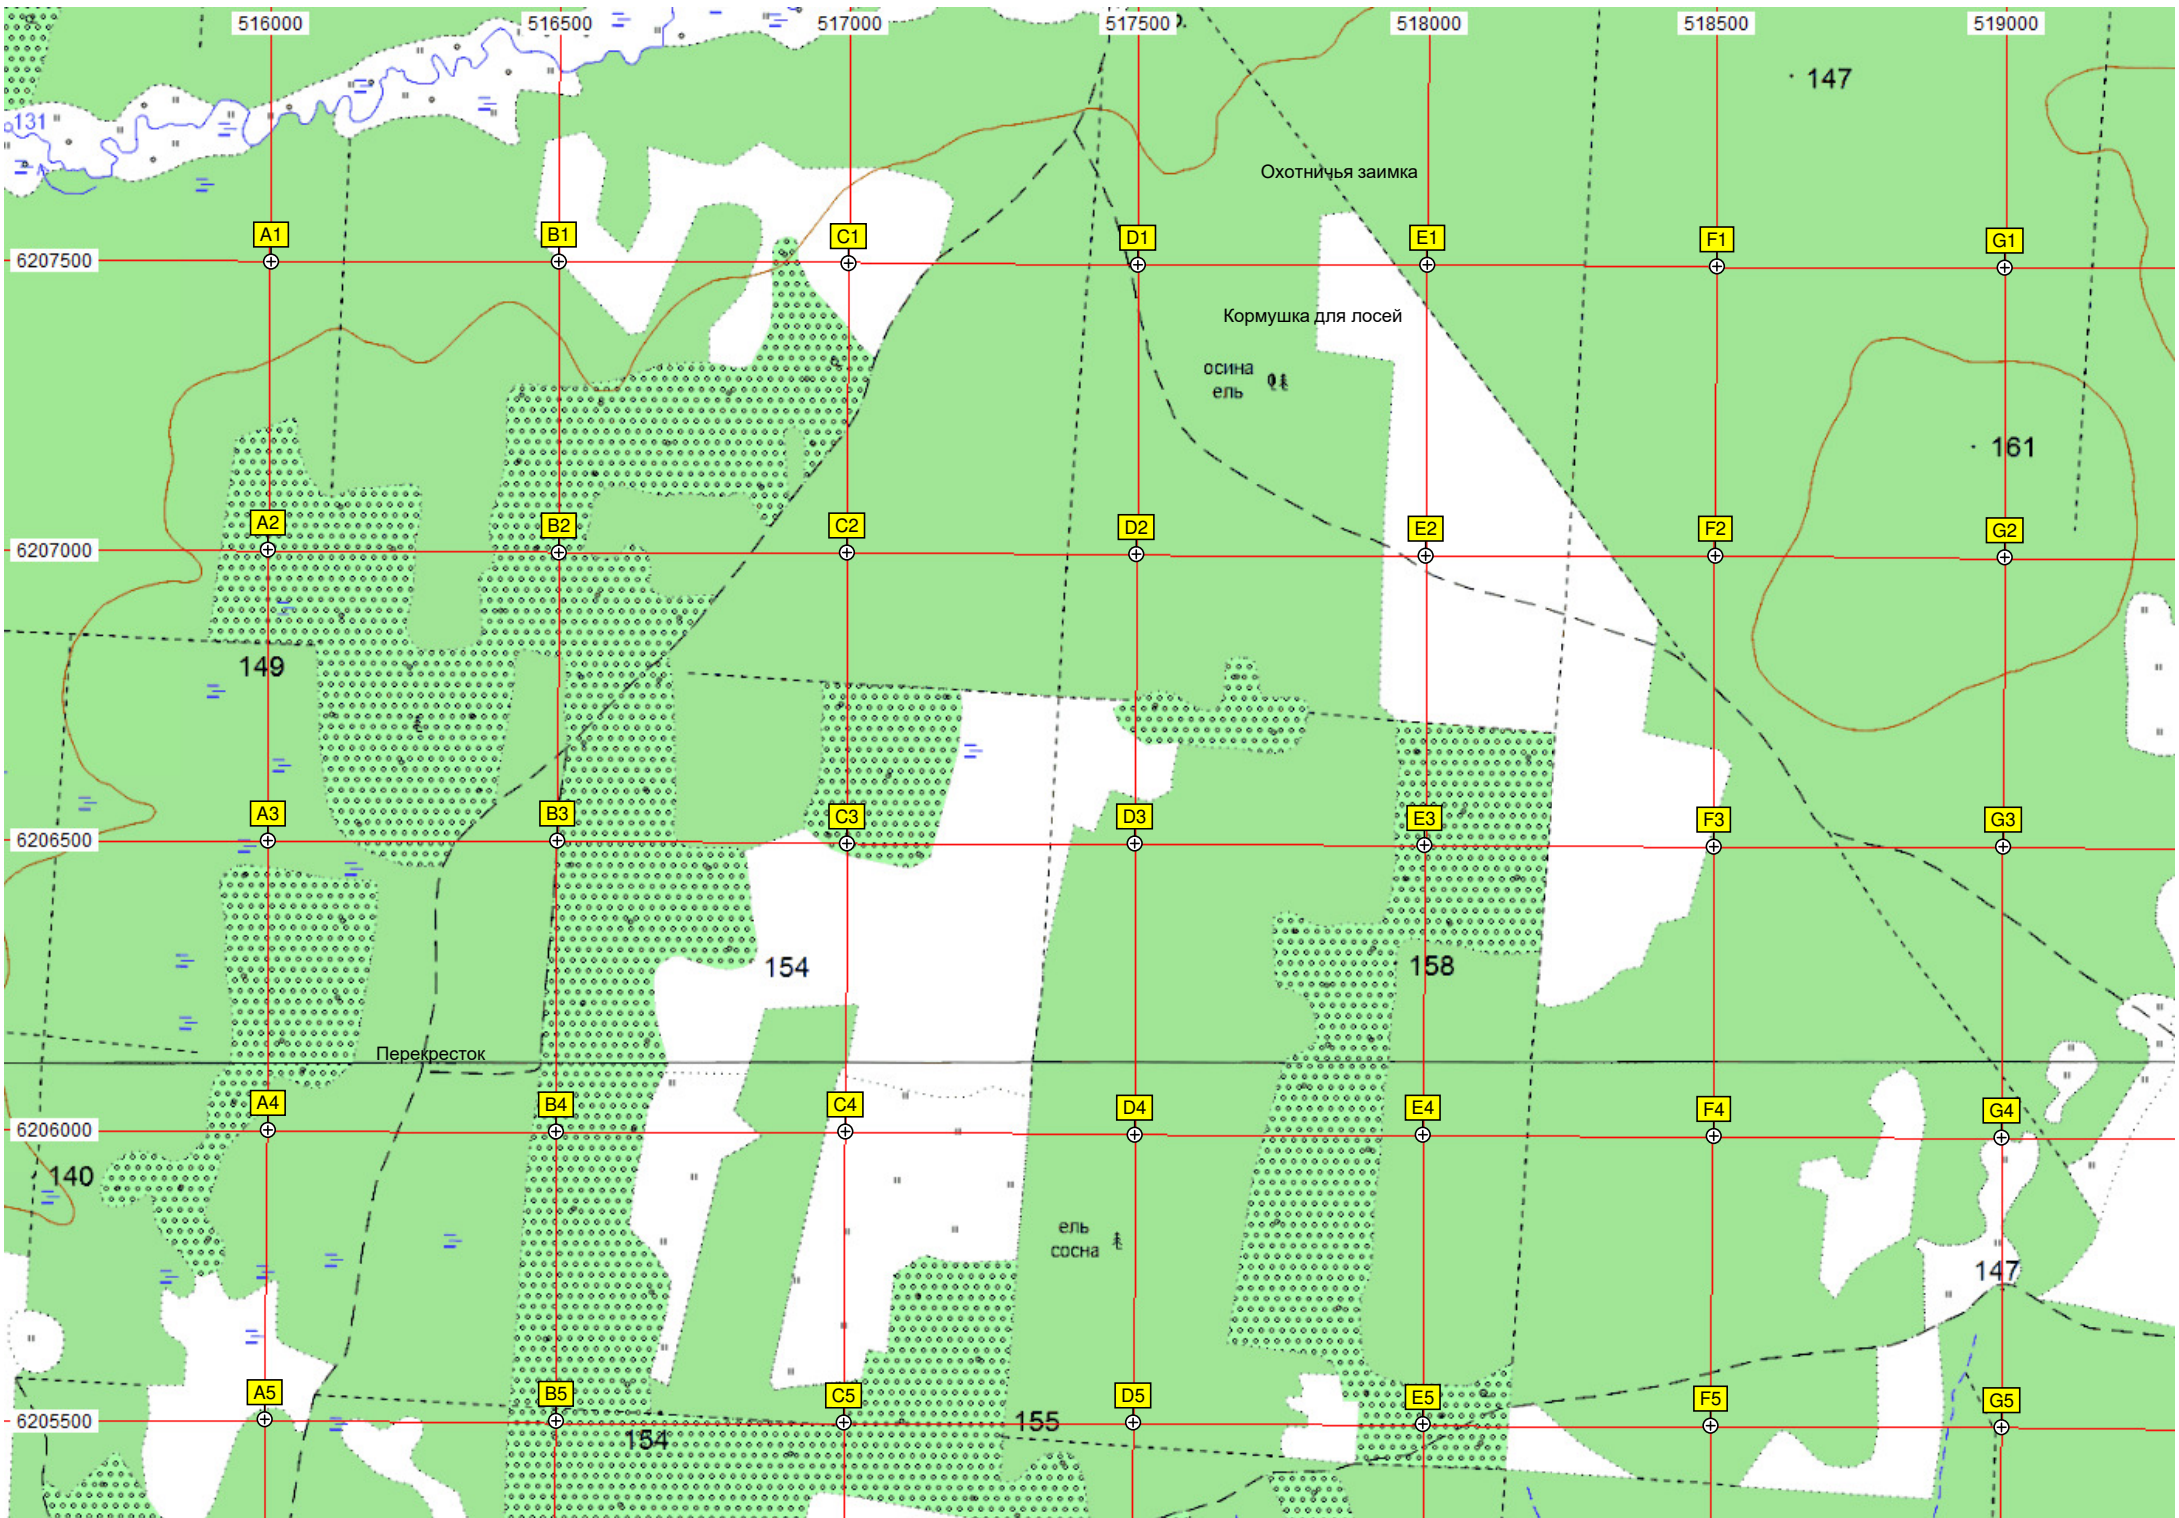 516000 516500 517000 517500 518000 518500 519000
147
131
Охотничья заимка
A1 B1 C1 D1 E1 F1 G1
6207500
Кормушка для лосей
осина
ель
161
A2 B2 C2 D2 E2 F2 G2
6207000
149
A3 B3 C3 D3 E3 F3 G3
6206500
154 158
Перекресток
A4 B4 C4 D4 E4 F4 G4
6206000
140
ель
сосна
147
A5 B5 C5 D5 E5 F5 G5
6205500
155
154